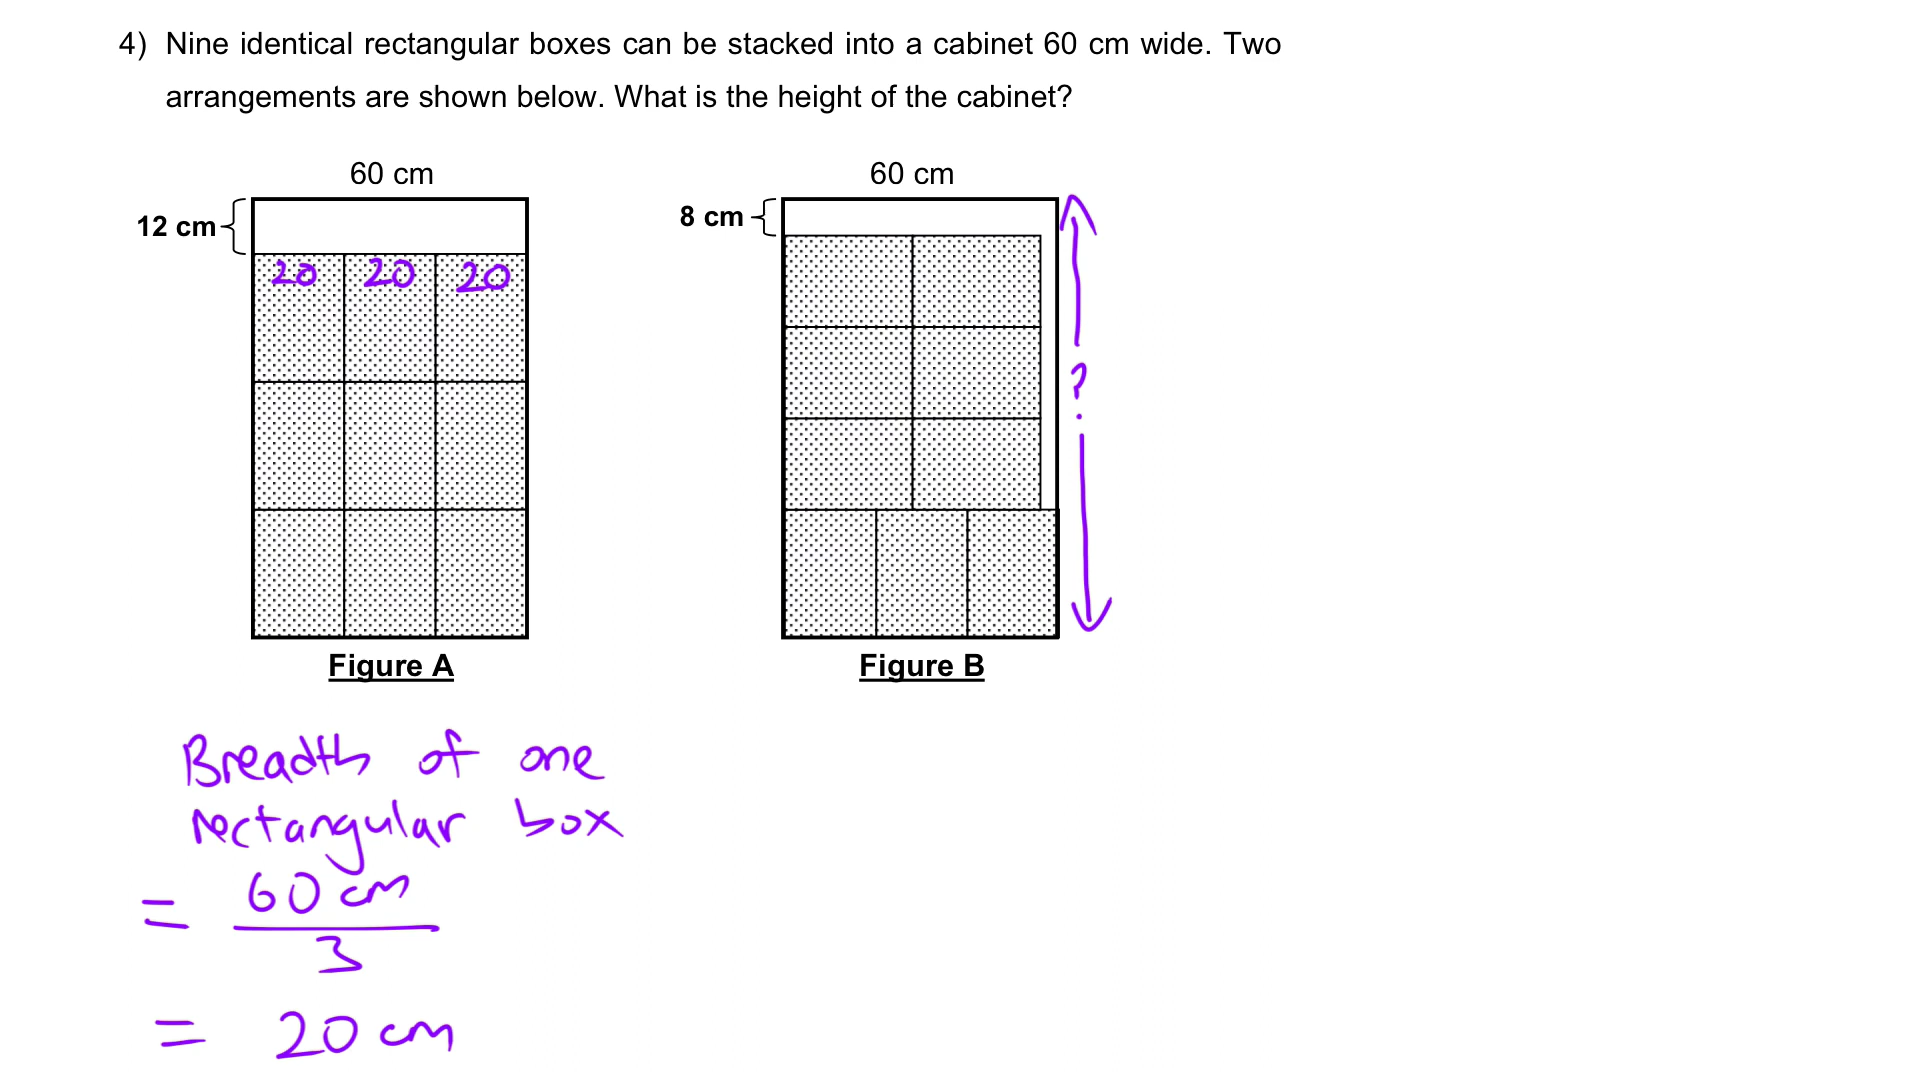 4) Nine identical rectangular boxes can be stacked into a cabinet 60 cm wide. Two
arrangements are shown below. What is the height of the cabinet?
60 cm
60 cm
12 cm
8 cm
20 20 20
?
Figure A
Figure B
Breadth of one
rectangular box
= 60 cm
3
= 20 cm